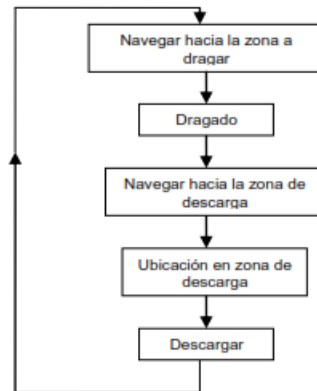 Navegar hacia la zona a
dragar
Dragado
Navegar hacia la zona de
descarga
Ubicación en zona de
descarga
Descargar